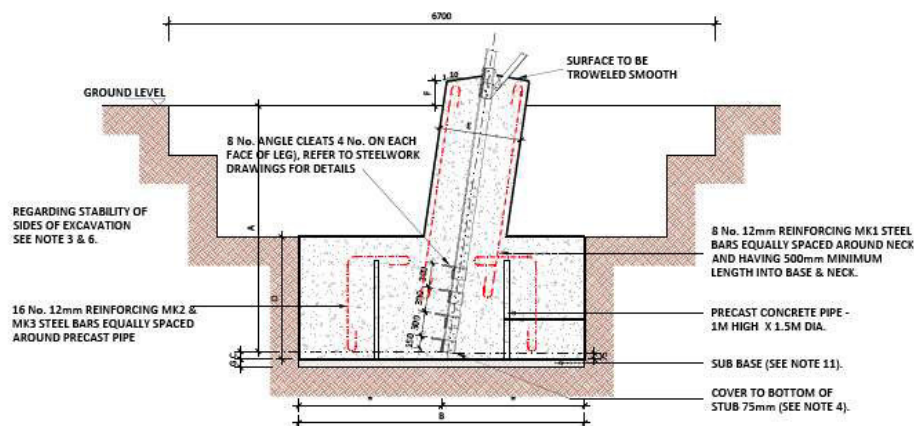 6700
SURFACE TO BE
TROWELED SMOOTH
10
F
GROUND LEVEL
8 No. ANGLE CLEATS 4 No. ON EACH
FACE OF LEG), REFER TO STEELWORK
DRAWINGS FOR DETAILS
A
REGARDING STABILITY OF
SIDES OF EXCAVATION
SEE NOTE 3 & 6.
8 No. 12mm REINFORCING MK1 STEEL
BARS EQUALLY SPACED AROUND NECK
AND HAVING 500mm MINIMUM
LENGTH INTO BASE & NECK.
D
300
16 No. 12mm REINFORCING MK2 &
MK3 STEEL BARS EQUALLY SPACED
AROUND PRECAST PIPE
150
PRECAST CONCRETE PIPE -
1M HIGH X 1.5M DIA.
SUB BASE (SEE NOTE 11).
COVER TO BOTTOM OF
STUB 75mm (SEE NOTE 4).
B